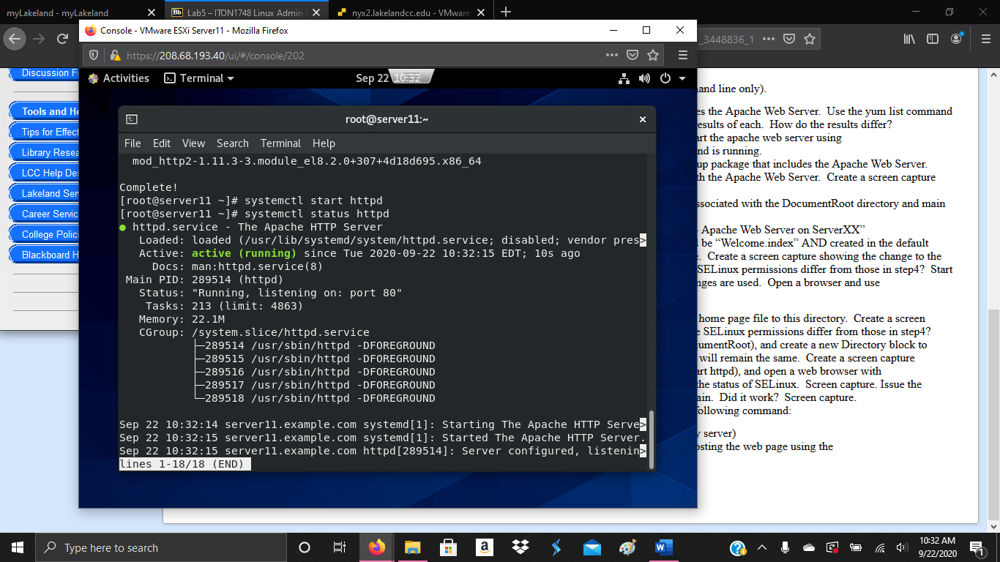 myLakeland - myLakeland
Lab5 – ITON1748 Linux Admin
nyx2.lakelandcc.edu - VMware
Console - VMware ESXi Server11 - Mozilla Firefox
_3448836_1
https://208.68.193.40/ui/#/console/202
Activities
Terminal
Sep 22 10:32
root@server11:~
File Edit View Search Terminal Help
mod_http2-1.11.3-3.module_el8.2.0+307+4d18d695.x86_64
Complete!
[root@server11 ~]# systemctl start httpd
[root@server11 ~]# systemctl status httpd
● httpd.service - The Apache HTTP Server
Loaded: loaded (/usr/lib/systemd/system/httpd.service; disabled; vendor pres>
Active: active (running) since Tue 2020-09-22 10:32:15 EDT; 10s ago
Docs: man:httpd.service(8)
Main PID: 289514 (httpd)
Status: "Running, listening on: port 80"
Tasks: 213 (limit: 4863)
Memory: 22.1M
CGroup: /system.slice/httpd.service
├─289514 /usr/sbin/httpd -DFOREGROUND
├─289515 /usr/sbin/httpd -DFOREGROUND
├─289516 /usr/sbin/httpd -DFOREGROUND
├─289517 /usr/sbin/httpd -DFOREGROUND
└─289518 /usr/sbin/httpd -DFOREGROUND
Sep 22 10:32:14 server11.example.com systemd[1]: Starting The Apache HTTP Serve>
Sep 22 10:32:15 server11.example.com systemd[1]: Started The Apache HTTP Server.
Sep 22 10:32:15 server11.example.com httpd[289514]: Server configured, listenin>
lines 1-18/18 (END)
Discussion F
Tools and He
Tips for Effect
Library Resea
LCC Help Des
Lakeland Serv
Career Servic
College Polic
Blackboard H
and line only).
es the Apache Web Server. Use the yum list command
esults of each. How do the results differ?
art the apache web server using
nd is running.
up package that includes the Apache Web Server.
th the Apache Web Server. Create a screen capture
ssociated with the DocumentRoot directory and main
Apache Web Server on ServerXX”
d be “Welcome.index” AND created in the default
e. Create a screen capture showing the change to the
SELinux permissions differ from those in step4? Start
nges are used. Open a browser and use
home page file to this directory. Create a screen
e SELinux permissions differ from those in step4?
cumentRoot), and create a new Directory block to
will remain the same. Create a screen capture
art httpd), and open a web browser with
the status of SELinux. Screen capture. Issue the
ain. Did it work? Screen capture.
ollowing command:
y server)
osting the web page using the
Type here to search
10:32 AM
9/22/2020
1